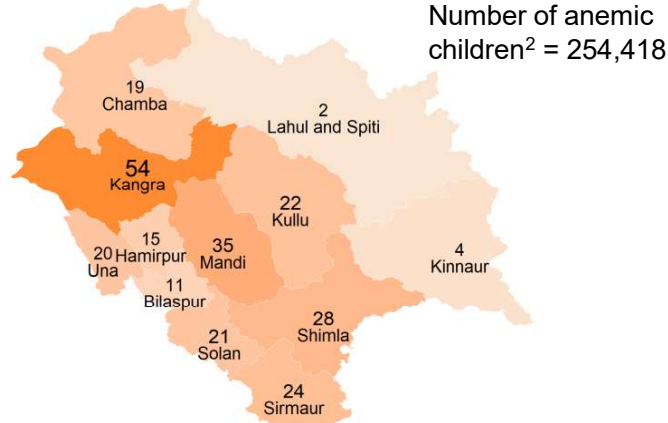 Number of anemic
children² = 254,418
19
Chamba
2
Lahul and Spiti
54
Kangra
22
Kullu
4
Kinnaur
20
Una
15
Hamirpur
35
Mandi
11
Bilaspur
28
Shimla
21
Solan
24
Sirmaur